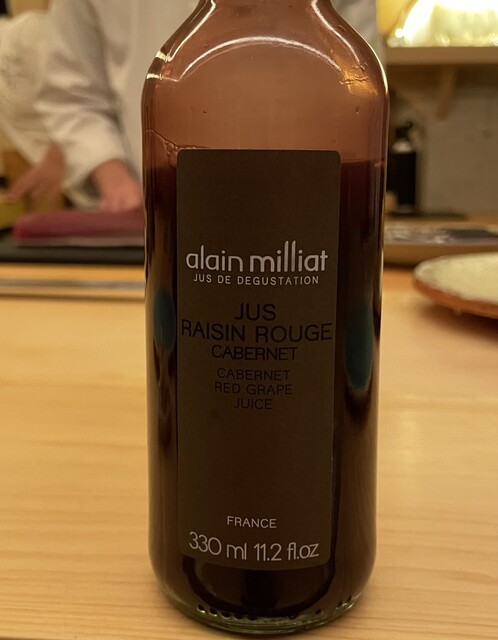 alain milliat
JUS DE DEGUSTATION
JUS
RAISIN ROUGE
CABERNET
CABERNET
RED GRAPE
JUICE
FRANCE
330 ml 11.2 fl.oz